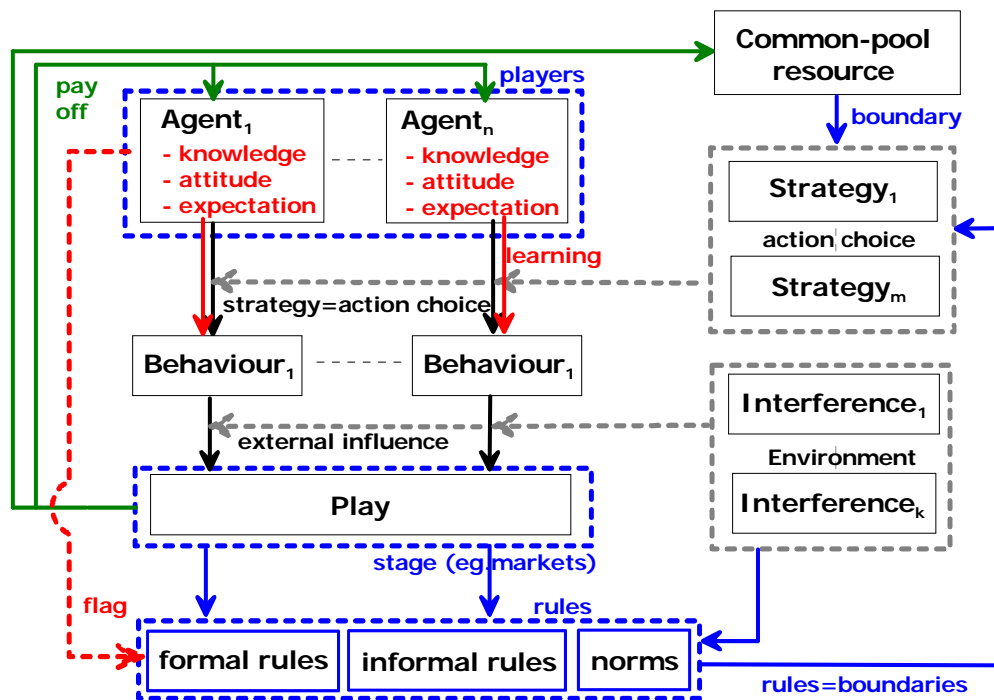 Common-pool
resource
pay
off
players
boundary
Agent₁
- knowledge
- attitude
- expectation
Agentₙ
- knowledge
- attitude
- expectation
Strategy₁
action choice
Strategyₘ
learning
strategy=action choice
Behaviour₁
Behaviour₁
Interference₁
Environment
Interferenceₖ
external influence
Play
stage (eg.markets)
flag
rules
formal rules
informal rules
norms
rules=boundaries